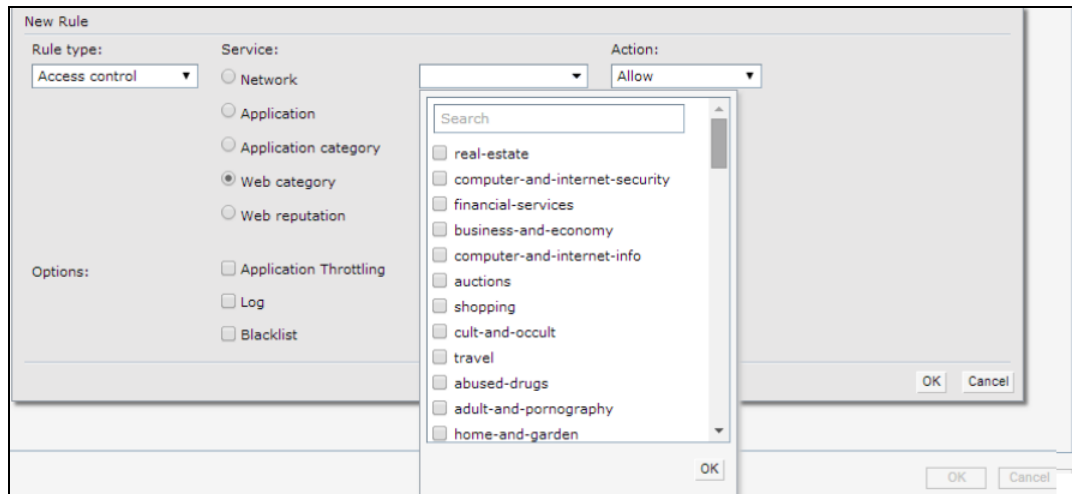 New Rule
Rule type:
Service:
Action:
Access control
Network
Allow
Application
Application category
Web category
Web reputation
Search
real-estate
computer-and-internet-security
financial-services
business-and-economy
computer-and-internet-info
auctions
shopping
cult-and-occult
travel
abused-drugs
adult-and-pornography
home-and-garden
OK
Options:
Application Throttling
Log
Blacklist
OK Cancel
OK Cancel